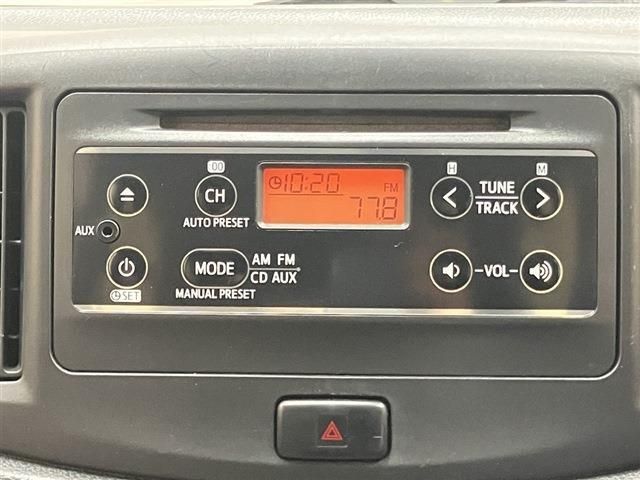 :00
H
M
10:20
FM
77.8
CH
AUTO PRESET
TUNE
TRACK
AUX
MODE
AM FM
CD AUX
-VOL-
SET
MANUAL PRESET